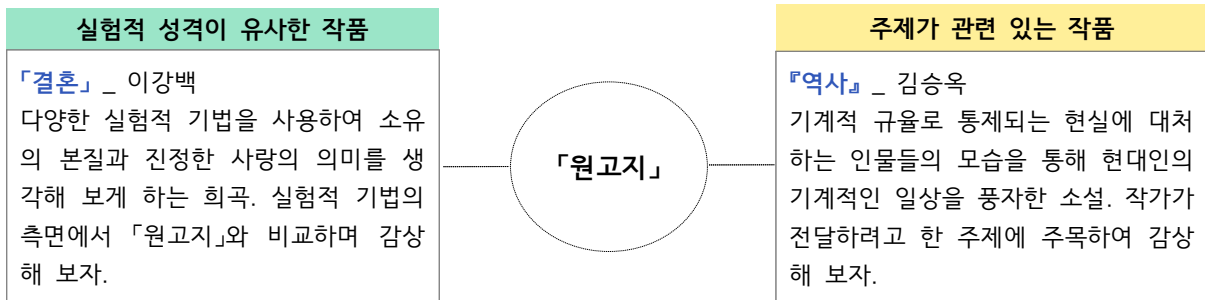 실험적 성격이 유사한 작품
「결혼」 _ 이강백
다양한 실험적 기법을 사용하여 소유
의 본질과 진정한 사랑의 의미를 생
각해 보게 하는 희곡. 실험적 기법의
측면에서 「원고지」와 비교하며 감상
해 보자.
「원고지」
주제가 관련 있는 작품
『역사』 _ 김승옥
기계적 규율로 통제되는 현실에 대처
하는 인물들의 모습을 통해 현대인의
기계적인 일상을 풍자한 소설. 작가가
전달하려고 한 주제에 주목하여 감상
해 보자.